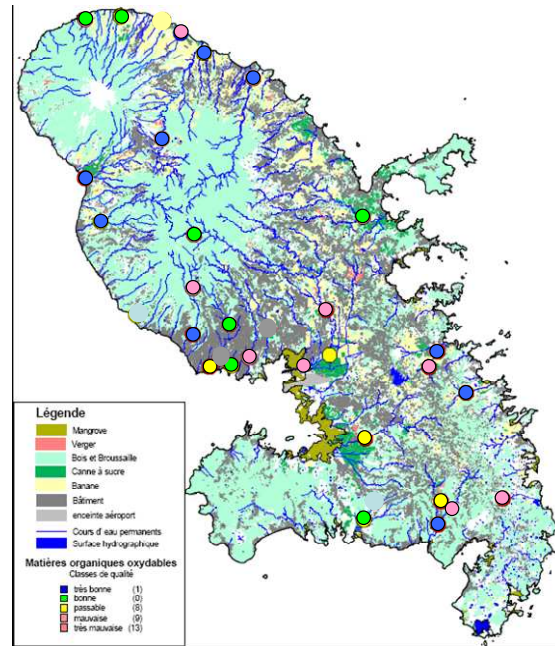 Légende
Mangrove
Verger
Bois et Broussaille
Canne à sucre
Banane
Bâtiment
enceinte aéroport
Cours d'eau permanents
Surface hydrographique
Matières organiques oxydables
Classes de qualité
très bonne (1)
bonne (0)
passable (8)
mauvaise (9)
très mauvaise (13)